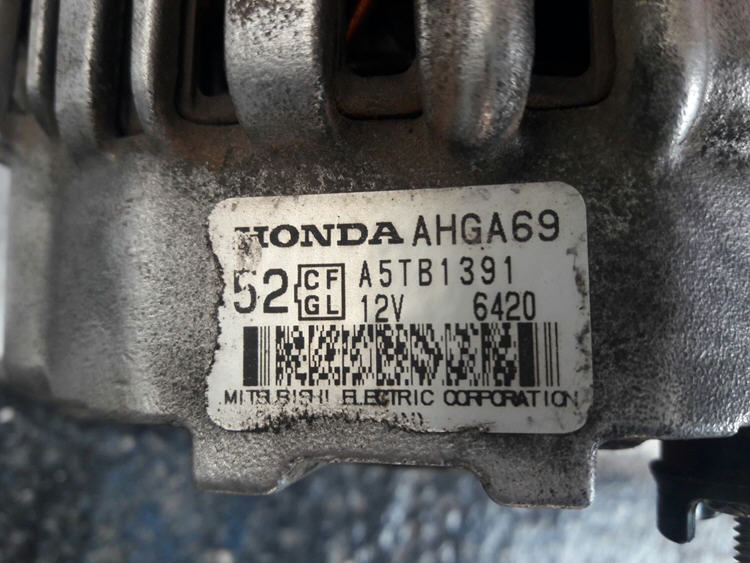 HONDA AHGA69
52 CF GL A5TB1391
12V 6420
MITSUBISHI ELECTRIC CORPORATION